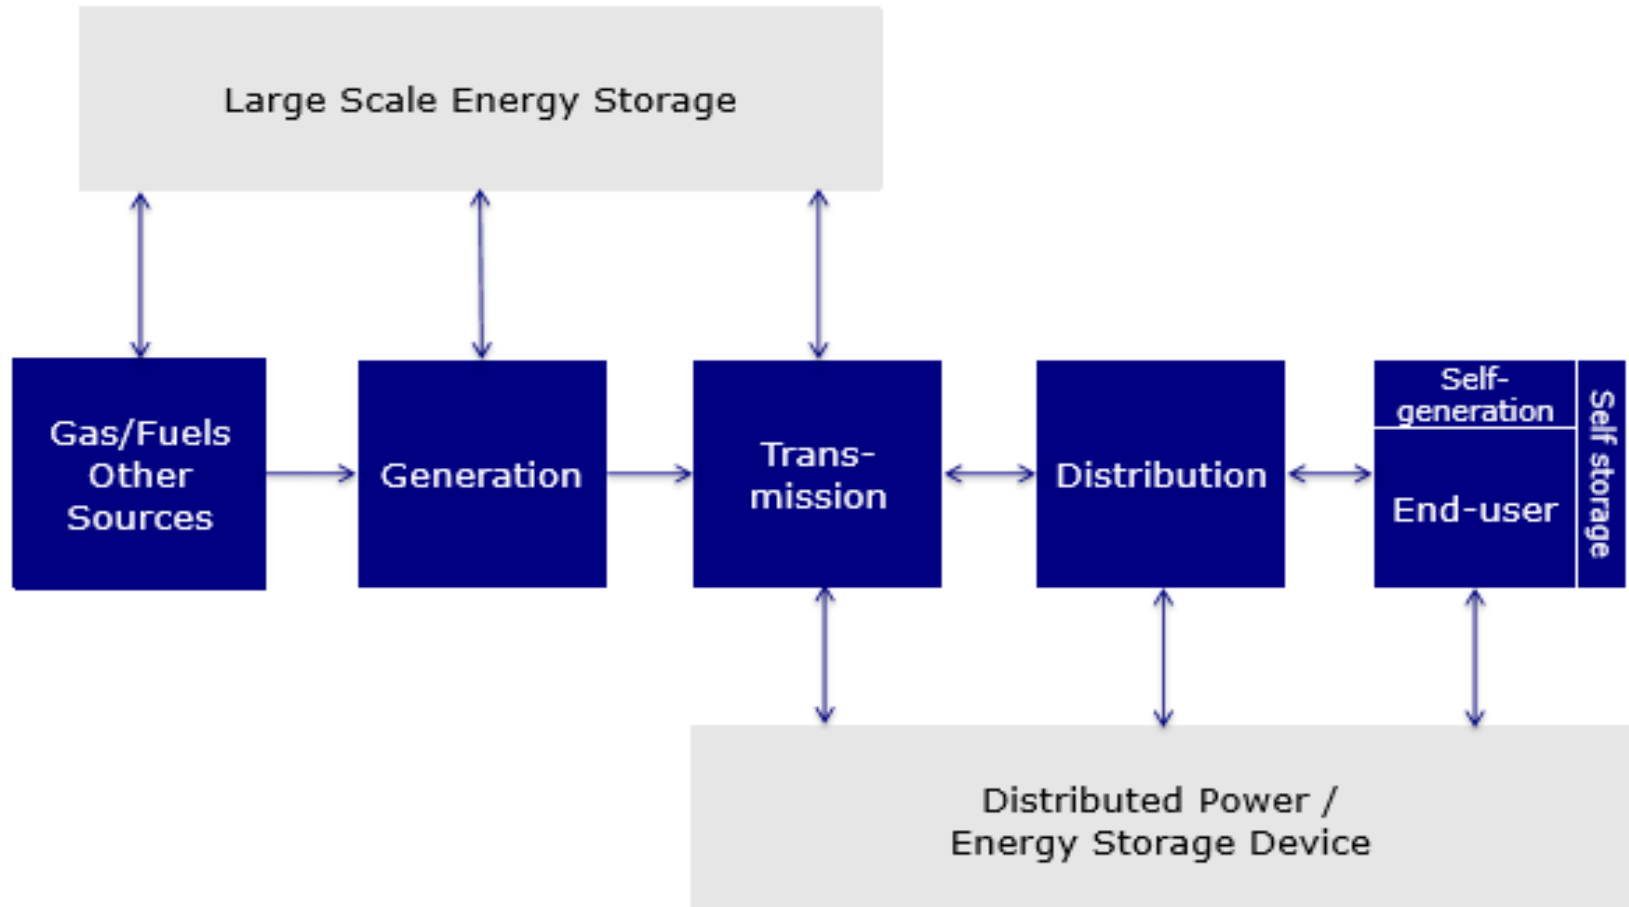 Large Scale Energy Storage
Gas/Fuels
Other
Sources
Generation
Trans-
mission
Distribution
Self-
generation
End-user
Self storage
Distributed Power /
Energy Storage Device